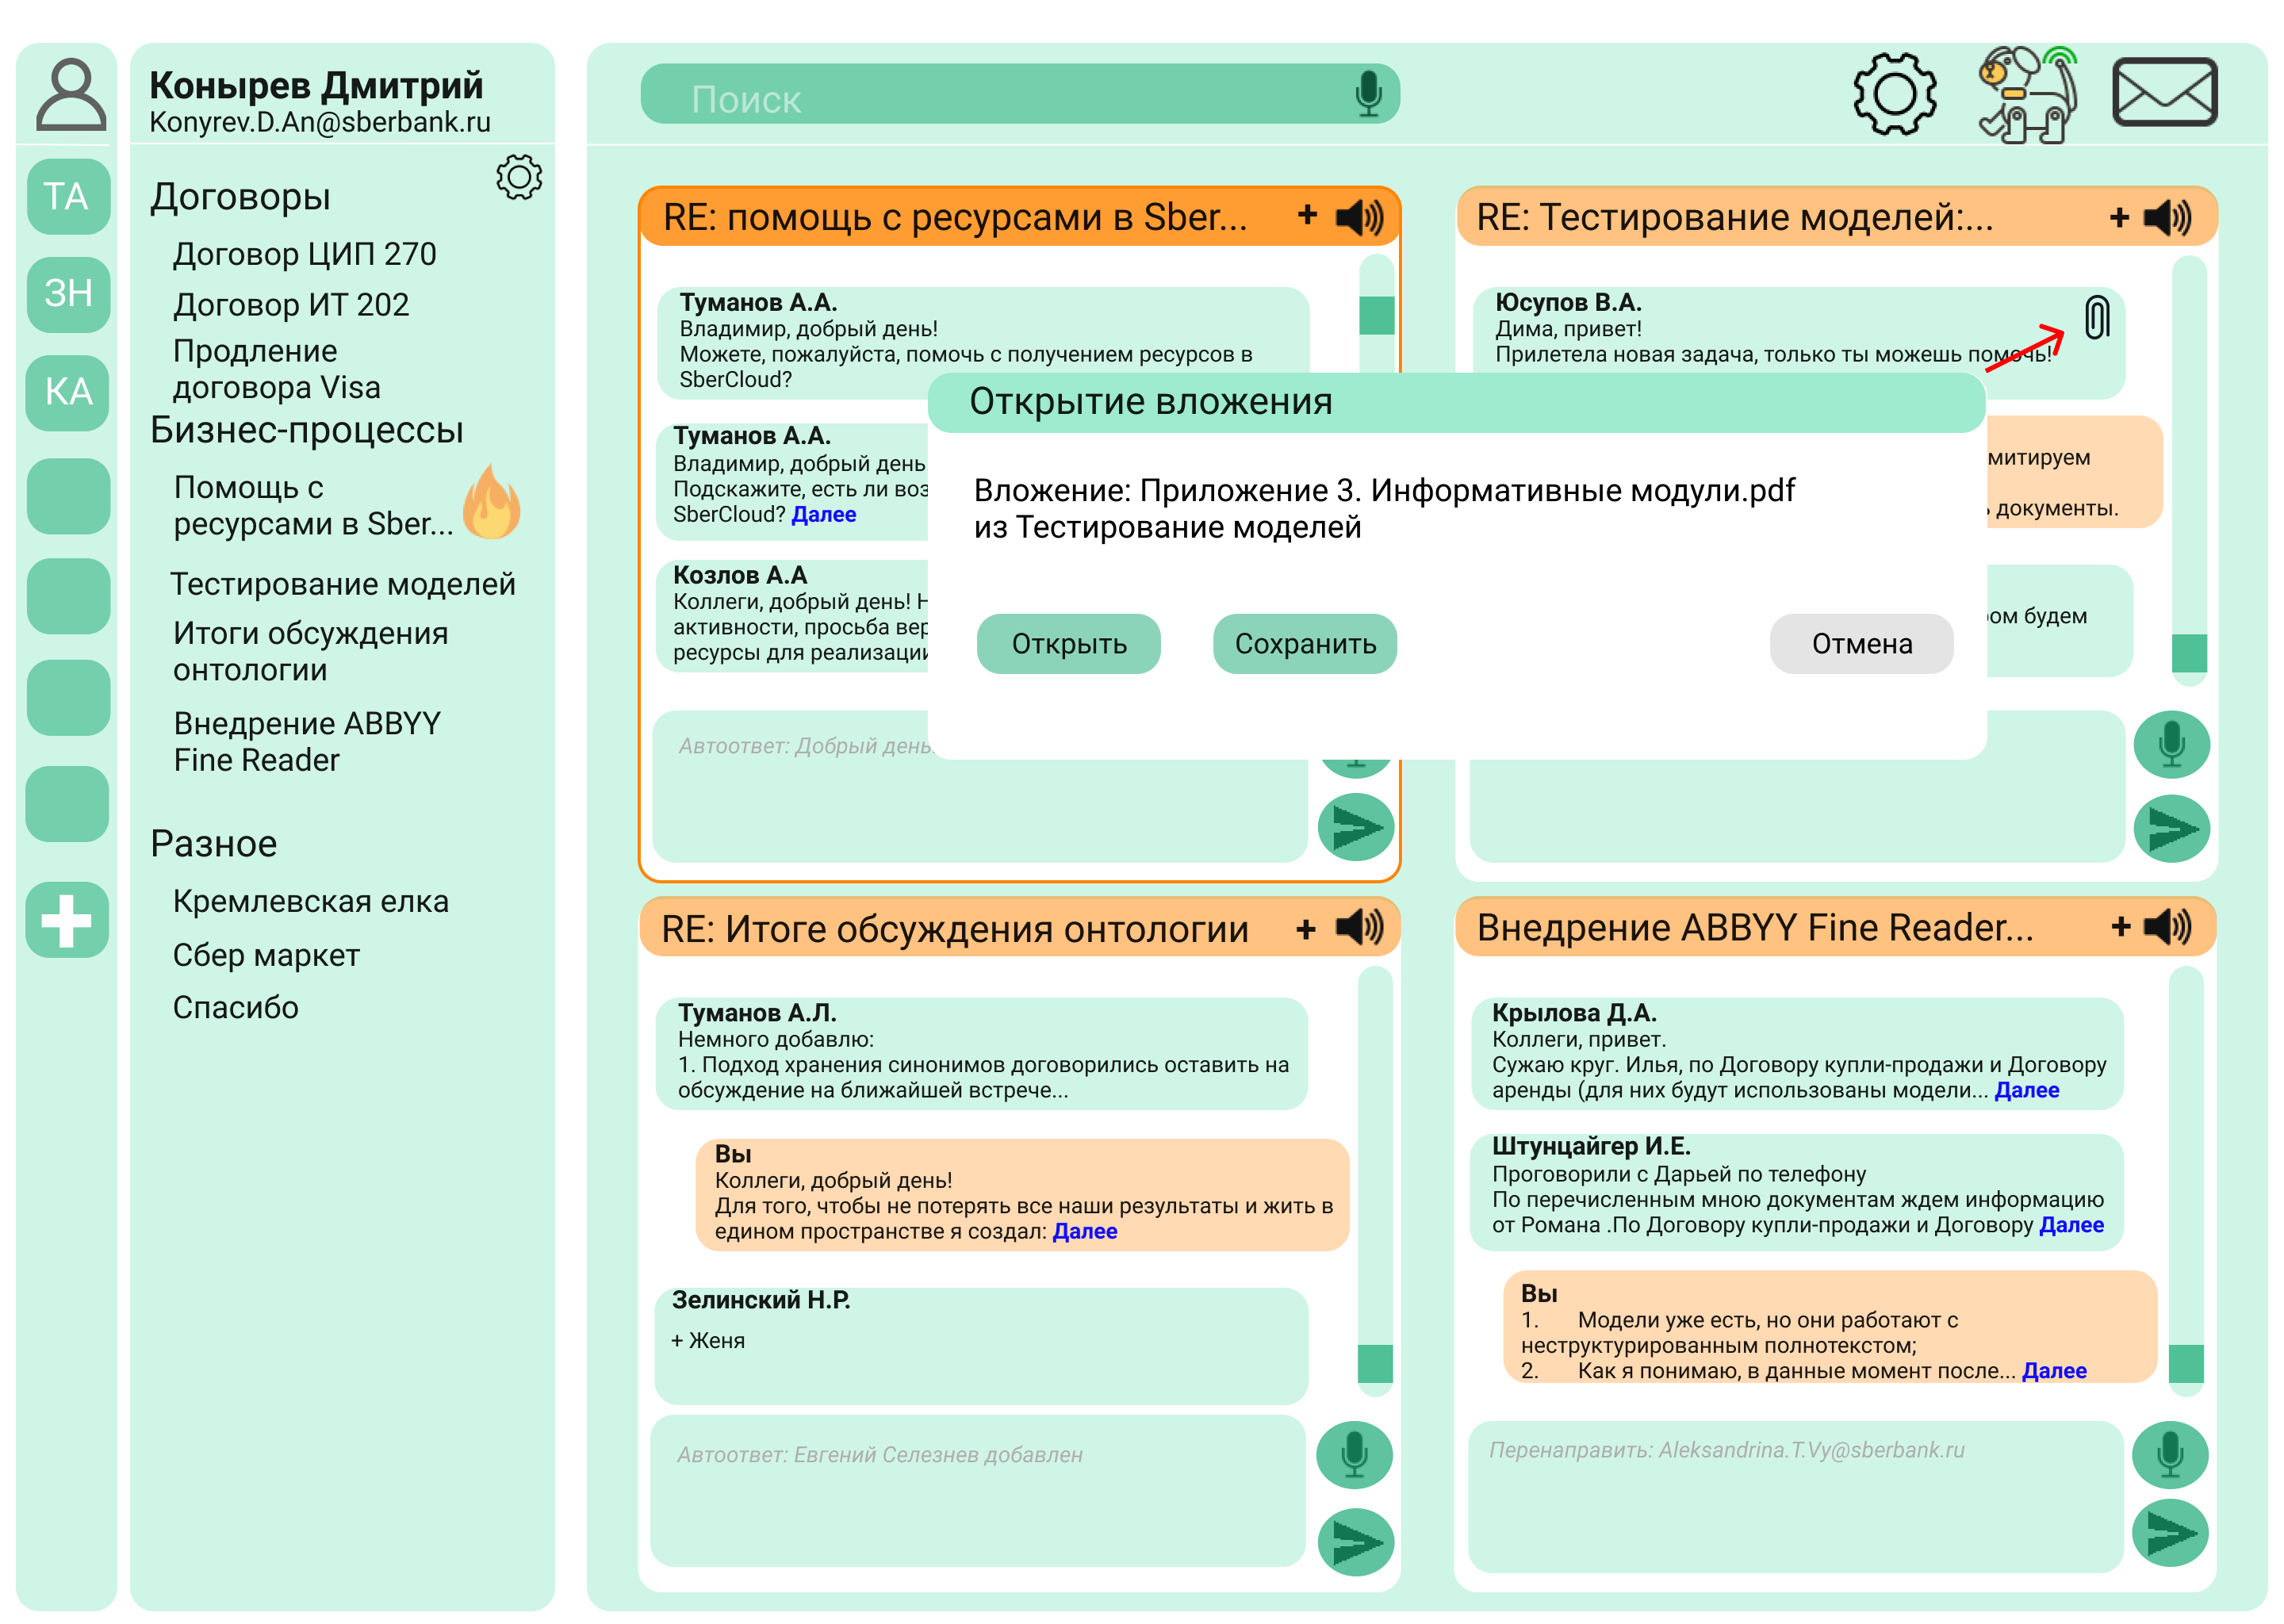 Конырев Дмитрий
Konyrev.D.An@sberbank.ru
ТА
ЗН
КА
Договоры
Договор ЦИП 270
Договор ИТ 202
Продление
договора Visa
Бизнес-процессы
Помощь с
ресурсами в Sber...
Тестирование моделей
Итоги обсуждения
онтологии
Внедрение ABBYY
Fine Reader
Разное
Кремлевская елка
Сбер маркет
Спасибо
Поиск
RE: помощь с ресурсами в Sber... +
Туманов А.А.
Владимир, добрый день!
Можете, пожалуйста, помочь с получением ресурсов в
SberCloud?
Туманов А.А.
Владимир, добрый день
Подскажите, есть ли
SberCloud? Далее
Козлов А.А
Коллеги, добрый день!
активности, просьба
ресурсы для реализации
Автоответ: Добрый день.
RE: Тестирование моделей:... +
Юсупов В.А.
Дима, привет!
Прилетела новая задача, только ты можешь помочь!
документы.
будем
Открытие вложения
Вложение: Приложение 3. Информативные модули.pdf
из Тестирование моделей
Открыть
Сохранить
Отмена
RE: Итоге обсуждения онтологии +
Туманов А.Л.
Немного добавлю:
1. Подход хранения синонимов договорились оставить на
обсуждение на ближайшей встрече...
Вы
Коллеги, добрый день!
Для того, чтобы не потерять все наши результаты и жить в
едином пространстве я создал: Далее
Зелинский Н.Р.
+ Женя
Автоответ: Евгений Селезнев добавлен
Внедрение ABBYY Fine Reader... +
Крылова Д.А.
Коллеги, привет.
Сужаю круг. Илья, по Договору купли-продажи и Договору
аренды (для них будут использованы модели... Далее
Штунцайгер И.Е.
Проговорили с Дарьей по телефону
По перечисленным мною документам ждем информацию
от Романа .По Договору купли-продажи и Договору Далее
Вы
1. Модели уже есть, но они работают с
неструктурированным полнотекстом;
2. Как я понимаю, в данные момент после... Далее
Перенаправить: Aleksandrina.T.Vy@sberbank.ru